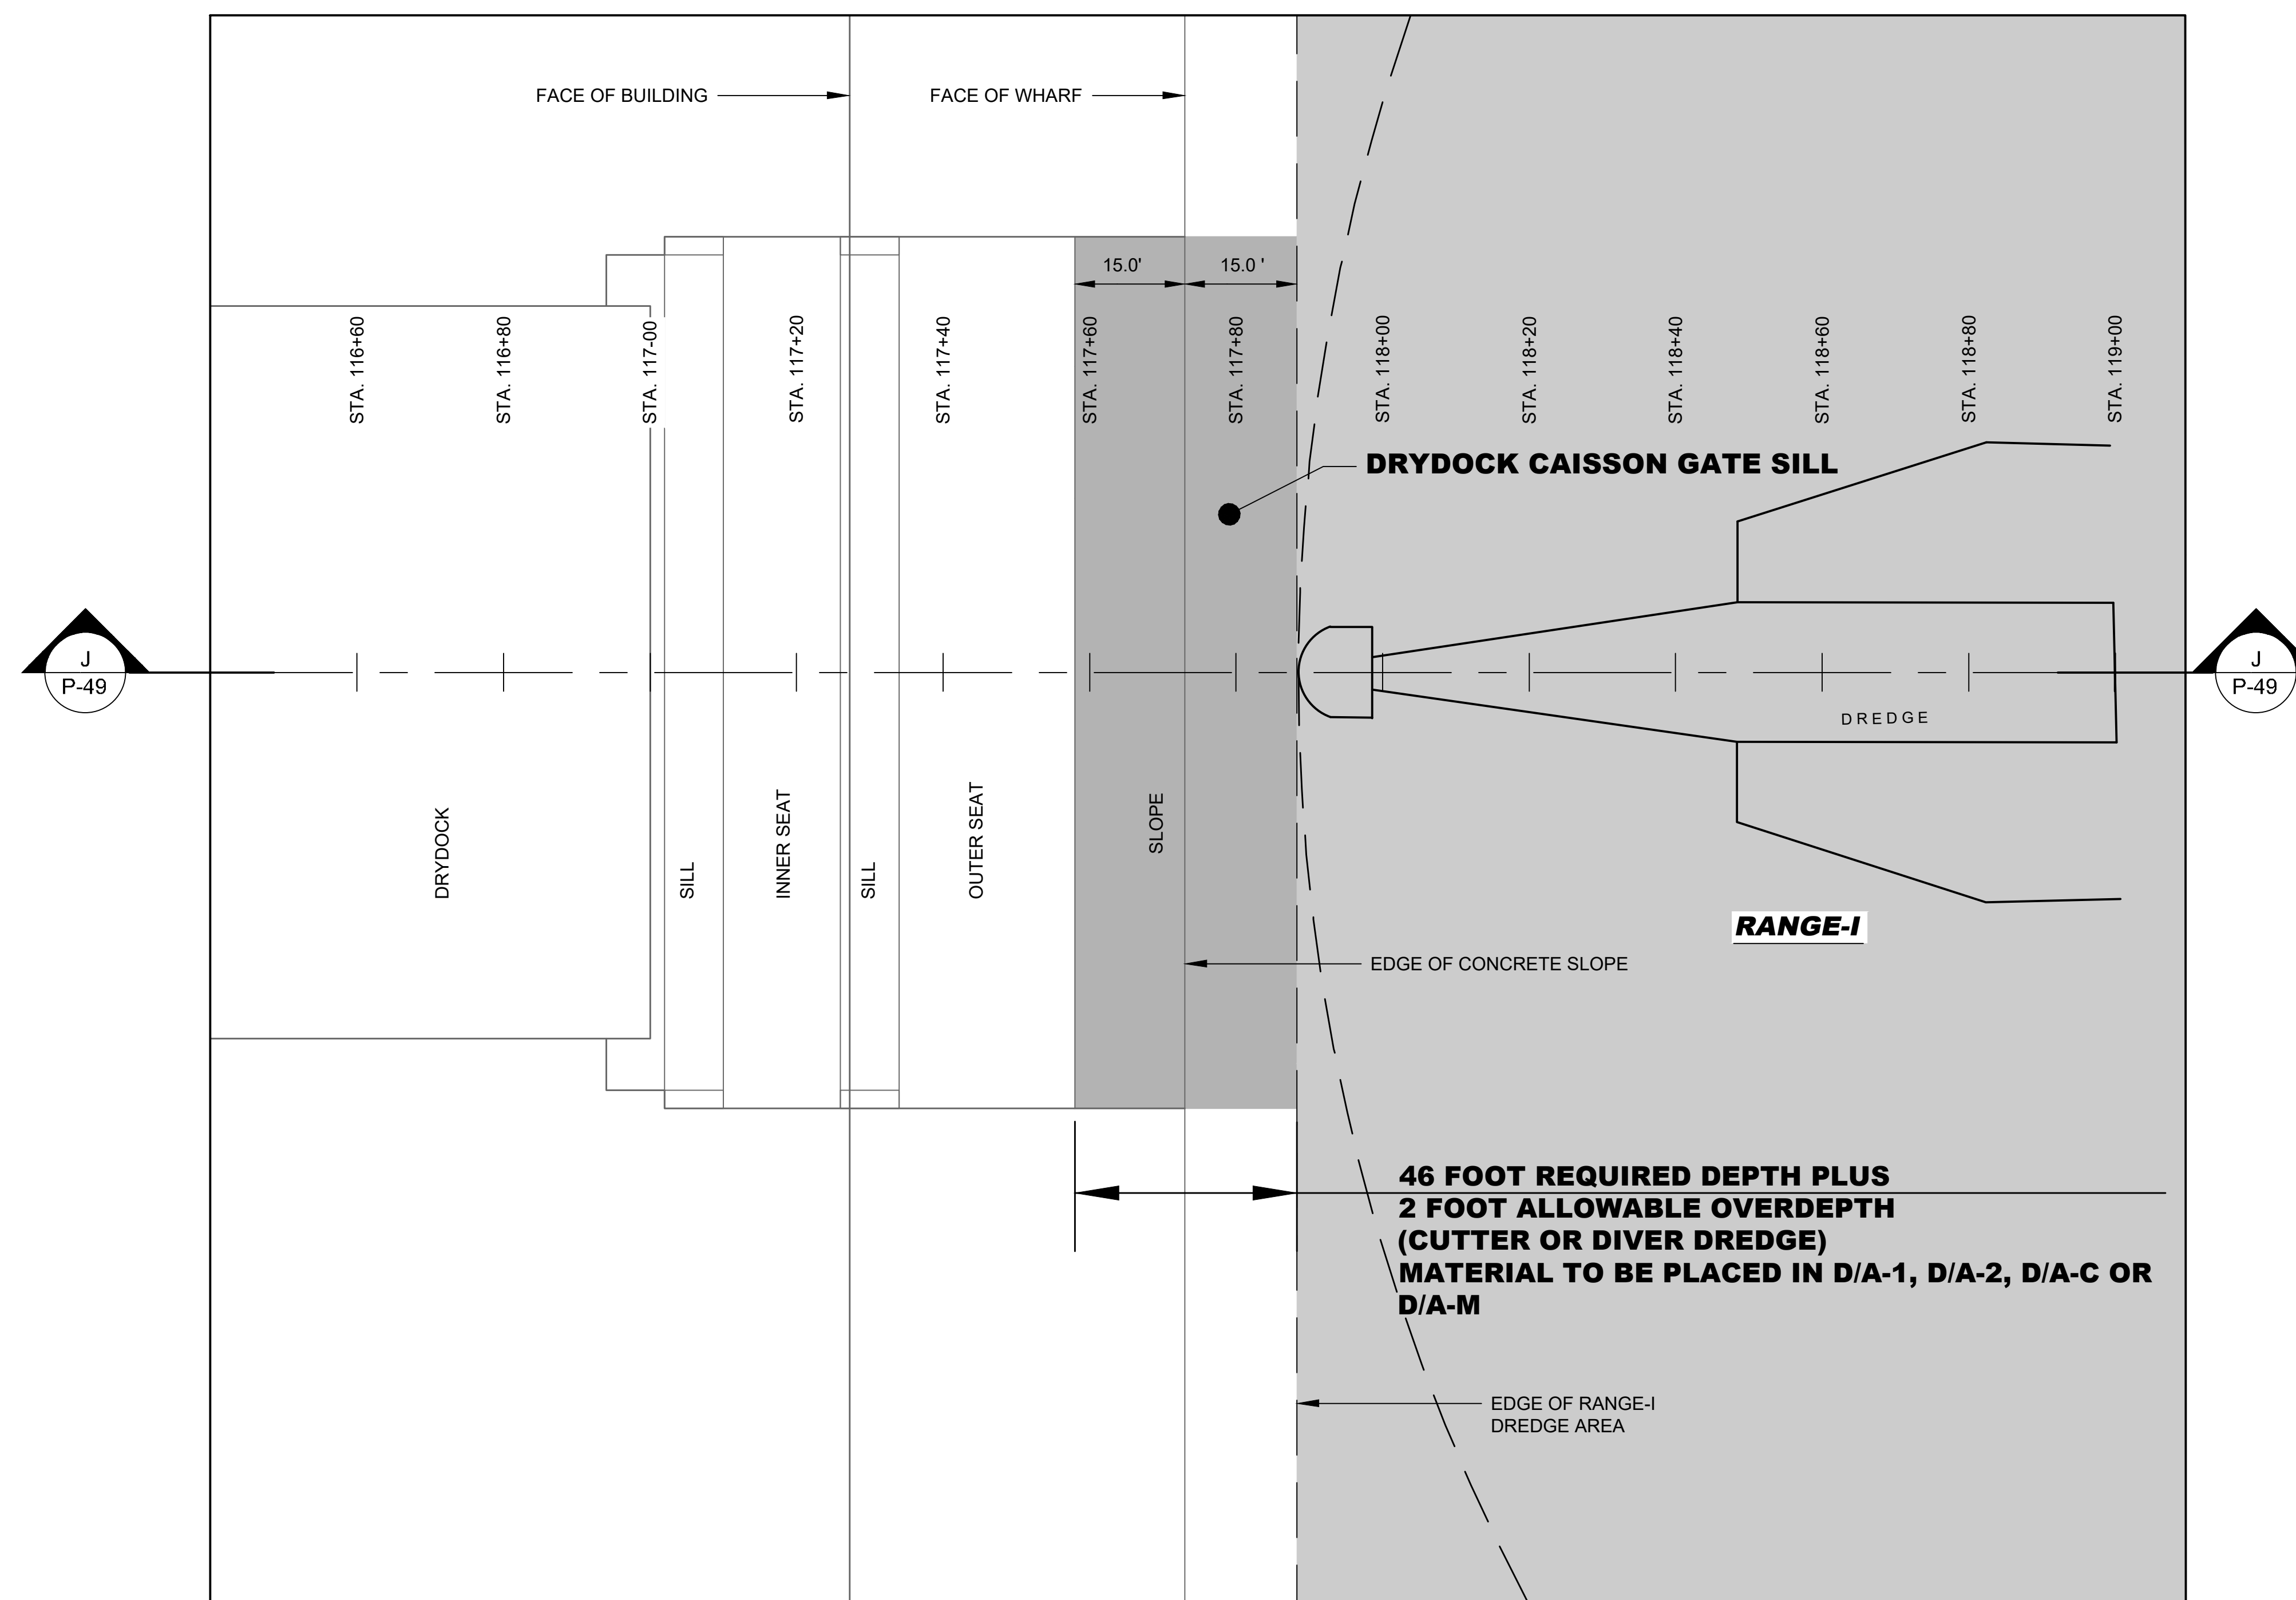 FACE OF BUILDING
FACE OF WHARF
15.0'
15.0 '
STA. 116+60
STA. 116+80
STA. 117-00
STA. 117+20
STA. 117+40
STA. 117+60
STA. 117+80
STA. 118+00
STA. 118+20
STA. 118+40
STA. 118+60
STA. 118+80
STA. 119+00
DRYDOCK CAISSON GATE SILL
J
P-49
J
P-49
DREDGE
DRYDOCK
SILL
INNER SEAT
SILL
OUTER SEAT
SLOPE
RANGE-I
EDGE OF CONCRETE SLOPE
46 FOOT REQUIRED DEPTH PLUS
2 FOOT ALLOWABLE OVERDEPTH
(CUTTER OR DIVER DREDGE)
MATERIAL TO BE PLACED IN D/A-1, D/A-2, D/A-C OR
D/A-M
EDGE OF RANGE-I
DREDGE AREA